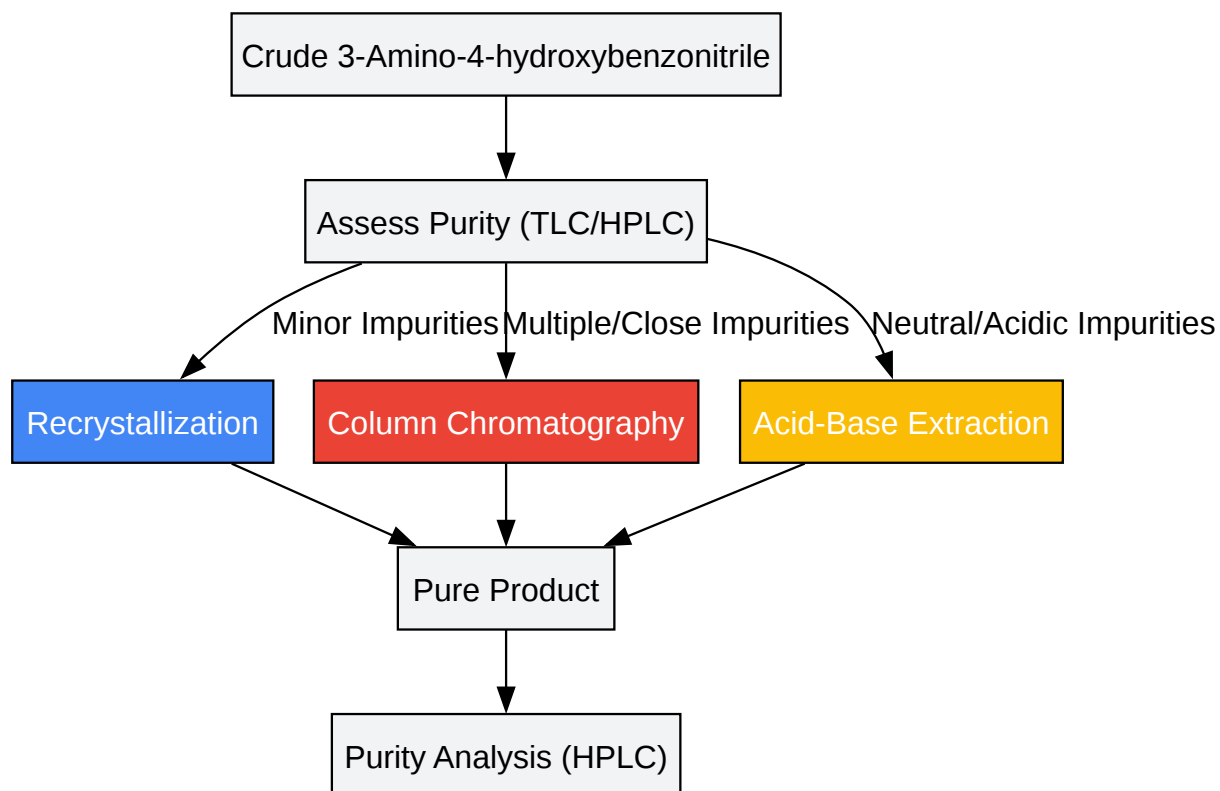 Crude 3-Amino-4-hydroxybenzonitrile
Assess Purity (TLC/HPLC)
Minor Impurities
Multiple/Close Impurities
Neutral/Acidic Impurities
Recrystallization
Column Chromatography
Acid-Base Extraction
Pure Product
Purity Analysis (HPLC)